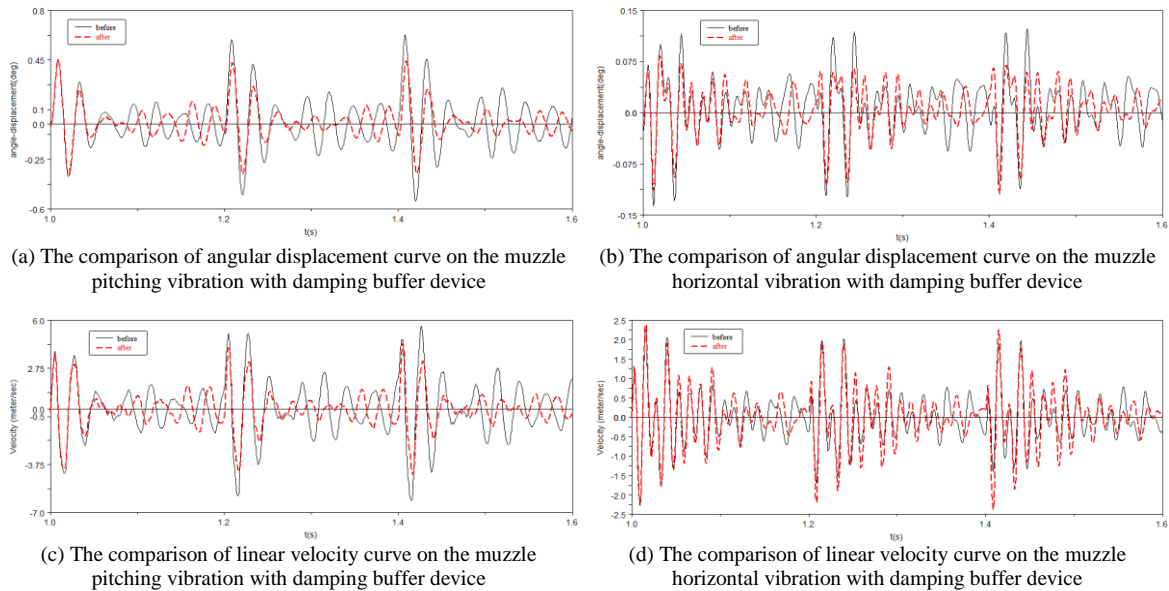 0.8
0.45
0.1
0.0
-0.25
-0.6
angle-displacement(deg)
before
after
1.0
1.2
1.4
1.6
t(s)
(a) The comparison of angular displacement curve on the muzzle
pitching vibration with damping buffer device
0.15
0.075
0.0
-0.075
-0.15
angle-displacement(deg)
before
after
1.0
1.2
1.4
1.6
t(s)
(b) The comparison of angular displacement curve on the muzzle
horizontal vibration with damping buffer device
6.0
2.75
0.0
-0.5
-3.75
-7.0
Velocity (meter/sec)
before
after
1.0
1.2
1.4
1.6
t(s)
(c) The comparison of linear velocity curve on the muzzle
pitching vibration with damping buffer device
2.5
2.0
1.5
1.0
0.5
0.0
-0.5
-1.0
-1.5
-2.0
-2.5
Velocity (meter/sec)
before
after
1.0
1.2
1.4
1.6
t(s)
(d) The comparison of linear velocity curve on the muzzle
horizontal vibration with damping buffer device